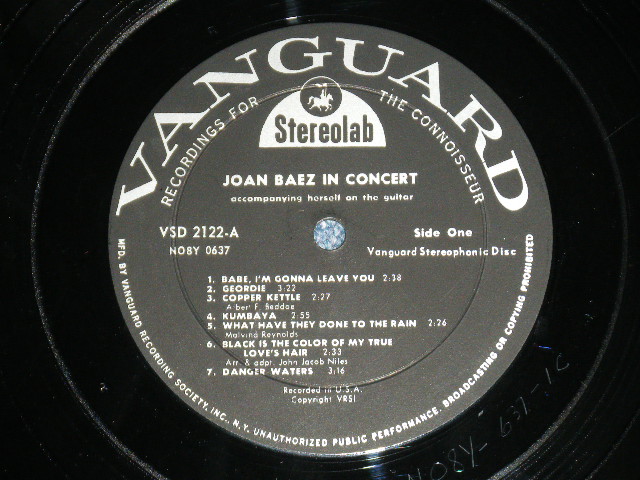 VANGUARD
RECORDINGS FOR THE CONNOISSEUR
Stereolab
JOAN BAEZ IN CONCERT
accompanying herself on the guitar
VSD 2122-A
Side One
NO8Y 0637
Vanguard Stereophonic Disc
1. BABE, I'M GONNA LEAVE YOU 2:38
2. GEORDIE 3:22
3. COPPER KETTLE 2:27
Albert F. Beddoe
4. KUMBAYA 2:55
5. WHAT HAVE THEY DONE TO THE RAIN 2:26
Malvina Reynolds
6. BLACK IS THE COLOR OF MY TRUE
LOVE'S HAIR 2:33
Arr. & adpt. John Jacob Niles
7. DANGER WATERS 3:16
Recorded in U.S.A.
Copyright VRSI
MFD. BY VANGUARD RECORDING SOCIETY, INC. N.Y. UNAUTHORIZED PUBLIC PERFORMANCE, BROADCASTING OR COPYING PROHIBITED
NO8Y-637-1C